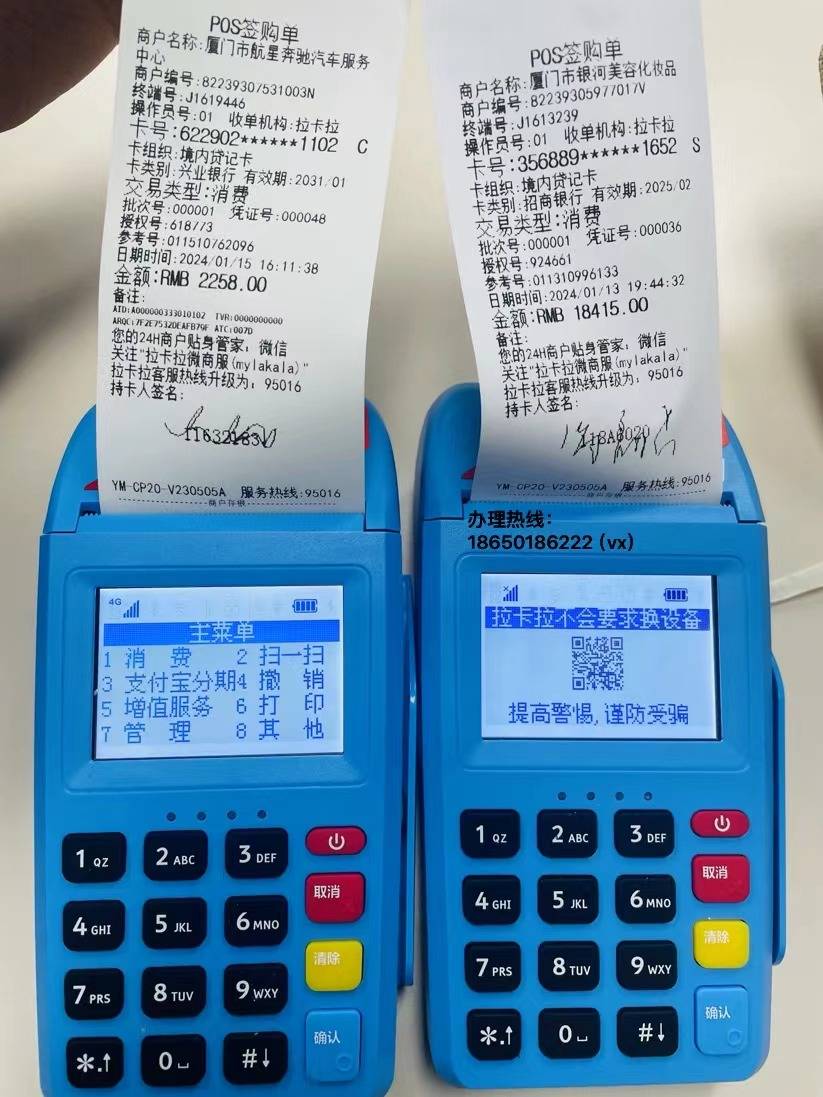 POS签购单
商户名称:厦门市航星奔驰汽车服务
中心
商户编号:82239307531003N
终端号:J1619446
操作员号:01 收单机构:拉卡拉
卡号:622902******1102 C
卡组织:境内贷记卡
卡类别:兴业银行 有效期:2031/01
交易类型:消费
批次号:000001 凭证号:000048
授权号:618773
参考号:011510762096
日期时间:2024/01/15 16:11:38
金额:RMB 2258.00
备注:
AID:A000000333010102 TVR:0000000000
ARQC:7F2E7532DEAFB79F ATC:007D
您的24H商户贴身管家，微信
关注"拉卡拉微商服(mylakala)"
拉卡拉客服热线升级为：95016
持卡人签名:
YM-CP20-V230505A 服务热线:95016
商户存根
POS签购单
商户名称:厦门市银河美容化妆品
商户编号:82239305977017V
终端号:J1613239
操作员号:01 收单机构:拉卡拉
卡号:356889******1652 S
卡组织:境内贷记卡
卡类别:招商银行 有效期:2025/02
交易类型:消费
批次号:000001 凭证号:000036
授权号:924661
参考号:011310996133
日期时间:2024/01/13 19:44:32
金额:RMB 18415.00
备注:
您的24H商户贴身管家，微信
关注"拉卡拉微商服(mylakala)"
拉卡拉客服热线升级为：95016
持卡人签名:
YM-CP20-V230505A 服务热线:95016
商户存根
办理热线：
18650186222 (vx)
4G
主菜单
1 消 费 2 扫一扫
3 支付宝分期4 撤 销
5 增值服务 6 打 印
7 管 理 8 其 他
拉卡拉不会要求换设备
提高警惕,谨防受骗
1 QZ 2 ABC 3 DEF
取消
4 GHI 5 JKL 6 MNO
清除
7 PRS 8 TUV 9 WXY
确认
*.↑ 0 #↓
1 QZ 2 ABC 3 DEF
取消
4 GHI 5 JKL 6 MNO
清除
7 PRS 8 TUV 9 WXY
确认
*.↑ 0 #↓